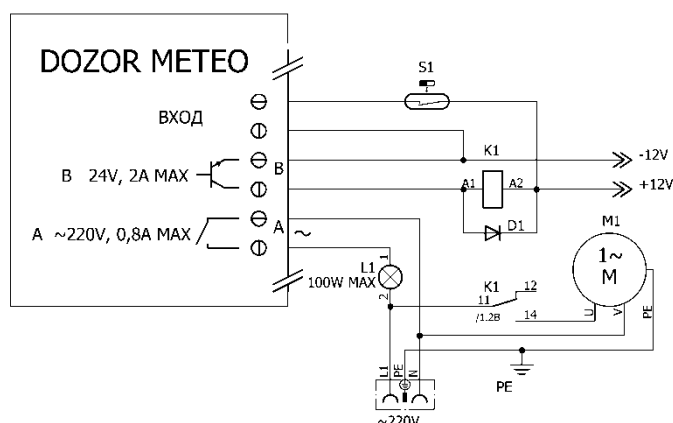 DOZOR METEO
S1
ВХОД
K1
B
-12V
B 24V, 2A MAX
A1 A2
+12V
D1
M1
A ~220V, 0,8A MAX
A ~
1~
M
1
L1
100W MAX
2
K1
12
11
/1.2B
14
U
V
PE
L1
PE
N
PE
~220V